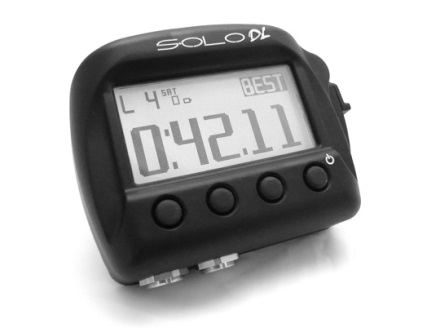 SOLO DL
L 4 SAT BEST
0:42.11